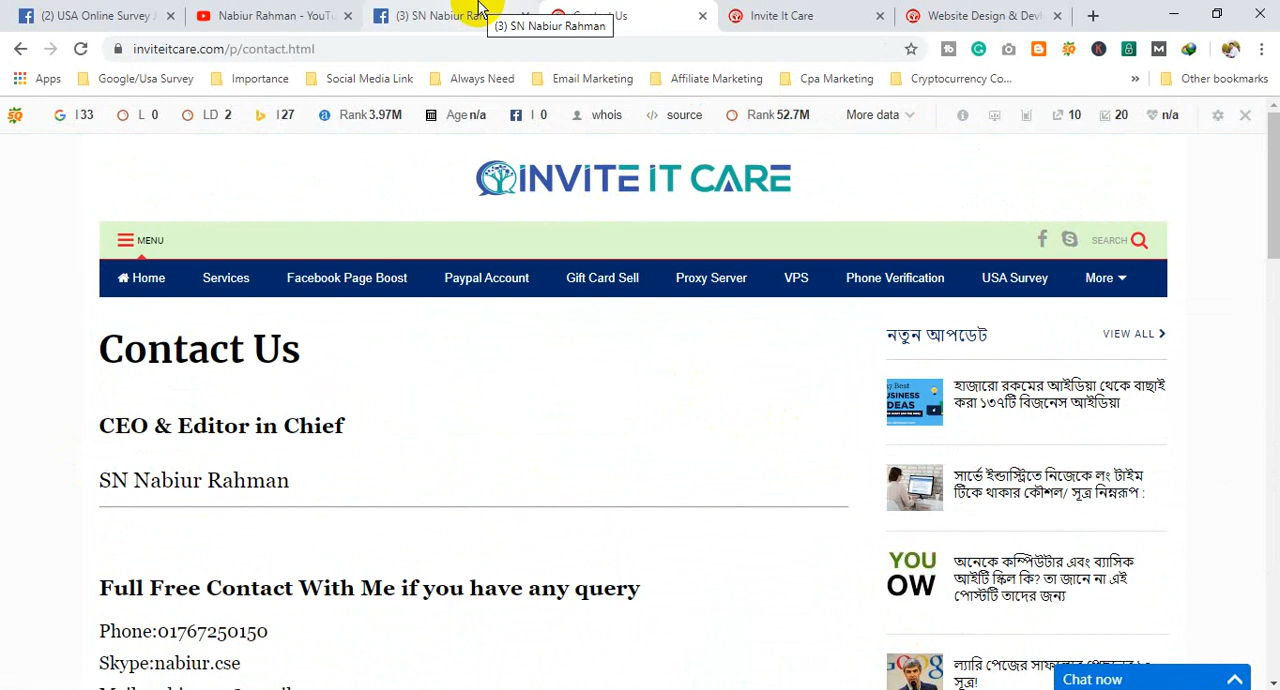 (2) USA Online Survey J
Nabiur Rahman - YouTu
(3) SN Nabiur Ra
Us
Invite It Care
Website Design & Dev
(3) SN Nabiur Rahman
inviteitcare.com/p/contact.html
Apps
Google/Usa Survey
Importance
Social Media Link
Always Need
Email Marketing
Affiliate Marketing
Cpa Marketing
Cryptocurrency Co...
»
Other bookmarks
I 33
L 0
LD 2
I 27
Rank 3.97M
Age n/a
I 0
whois
source
Rank 52.7M
More data
10
20
n/a
INVITE IT CARE
MENU
SEARCH
Home
Services
Facebook Page Boost
Paypal Account
Gift Card Sell
Proxy Server
VPS
Phone Verification
USA Survey
More
Contact Us
CEO & Editor in Chief
SN Nabiur Rahman
Full Free Contact With Me if you have any query
Phone:01767250150
Skype:nabiur.cse
নতুন আপডেট
VIEW ALL
হাজারো রকমের আইডিয়া থেকে বাছাই
করা ১৩৭টি বিজনেস আইডিয়া
সার্ভে ইন্ডাস্ট্রিতে নিজেকে লং টাইম
টিকে থাকার কৌশল/ সূত্র নিম্নরূপ :
YOU
OW
অনেকে কম্পিউটার এবং ব্যাসিক
আইটি স্কিল কি? তা জানে না এই
পোস্টটি তাদের জন্য
ল্যারি পেজের
সূত্র!
Chat now